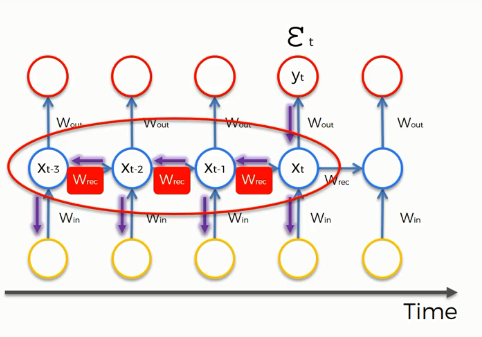 ε t
yt
Wout Wout Wout Wout Wout
xt-3 xt-2 xt-1 xt
Wrec Wrec Wrec Wrec
Win Win Win Win Win
Time